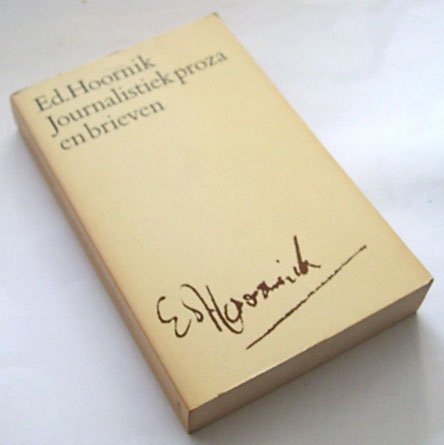 Ed. Hoornik
Journalistiek proza
en brieven
Ed Hoornik